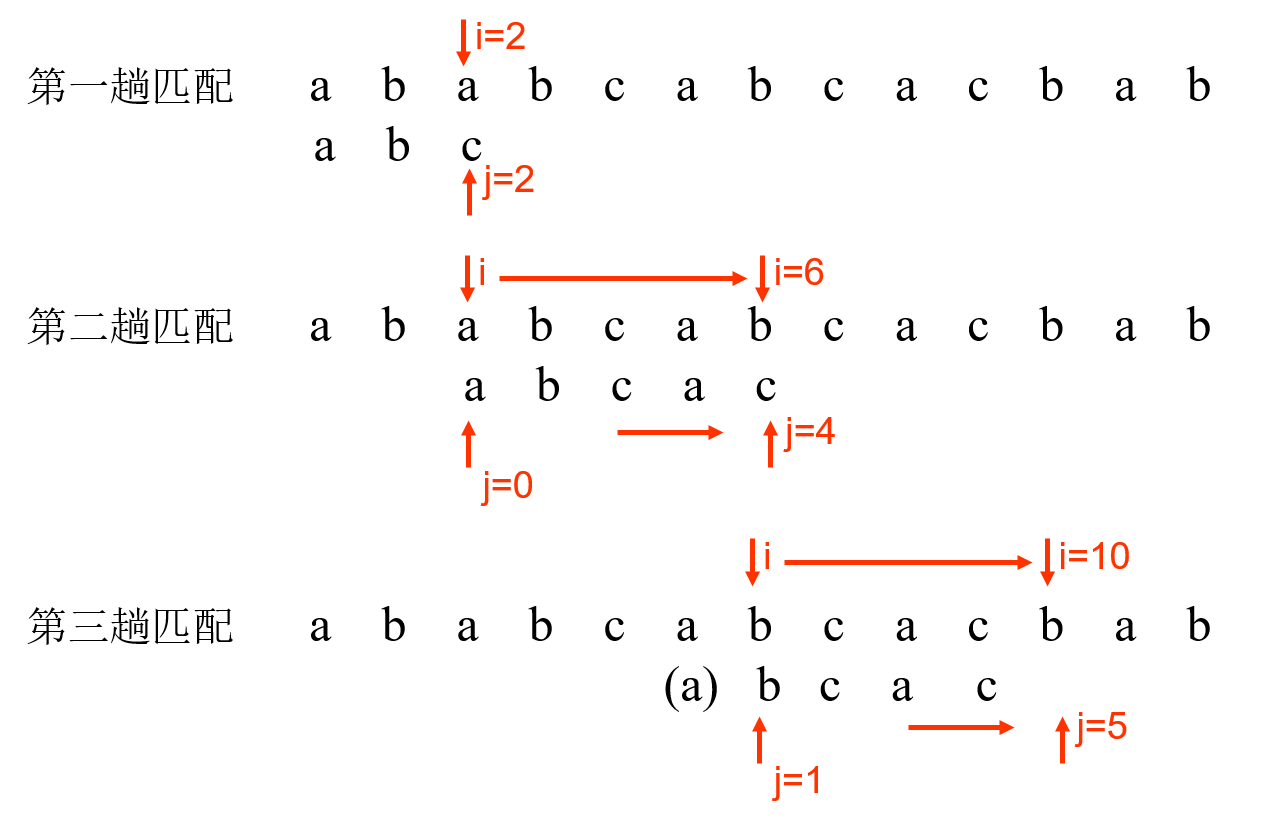 i=2
第一趟匹配 a b a b c a b c a c b a b
a b c
j=2
i i=6
第二趟匹配 a b a b c a b c a c b a b
a b c a c
j=4
j=0
i i=10
第三趟匹配 a b a b c a b c a c b a b
(a) b c a c
j=5
j=1